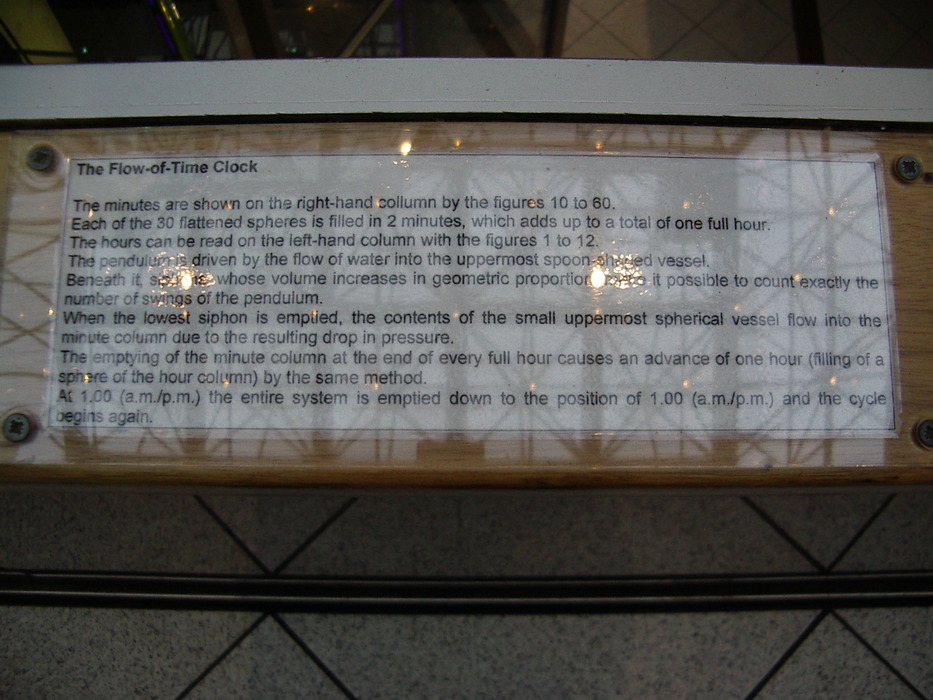 The Flow-of-Time Clock
The minutes are shown on the right-hand collumn by the figures 10 to 60.
Each of the 30 flattened spheres is filled in 2 minutes, which adds up to a total of one full hour.
The hours can be read on the left-hand column with the figures 1 to 12.
The pendulum is driven by the flow of water into the uppermost spoon-shaped vessel.
Beneath it, whose volume increases in geometric proportion it possible to count exactly the
number of swings of the pendulum.
When the lowest siphon is emptied, the contents of the small uppermost spherical vessel flow into the
minute column due to the resulting drop in pressure.
The emptying of the minute column at the end of every full hour causes an advance of one hour (filling of a
sphere of the hour column) by the same method.
At 1.00 (a.m./p.m.) the entire system is emptied down to the position of 1.00 (a.m./p.m.) and the cycle
begins again.